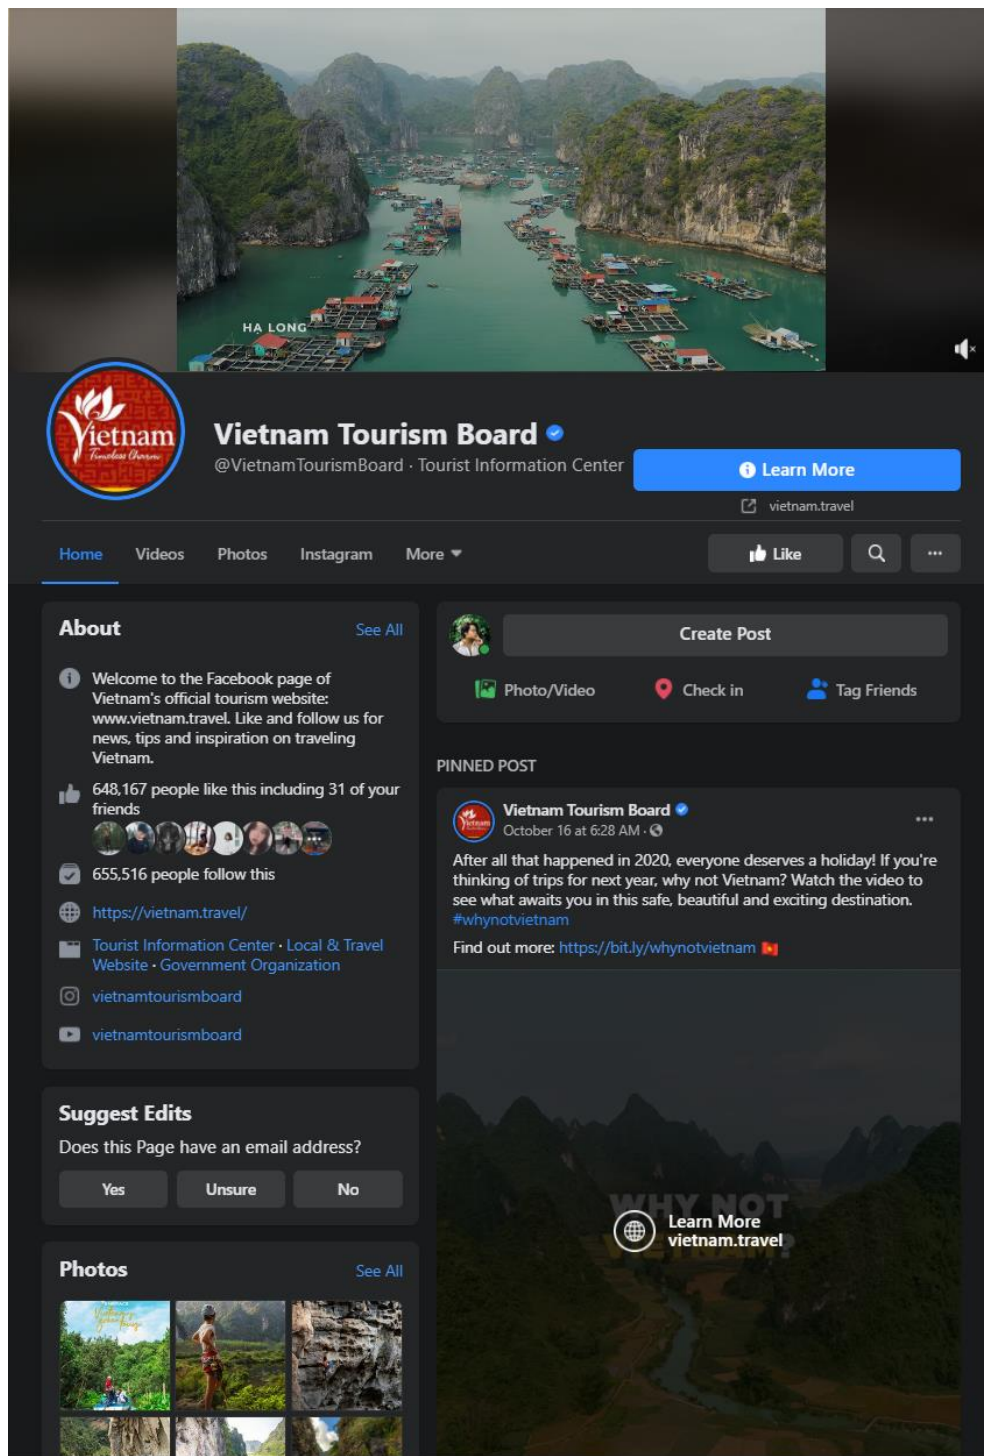 HẠ LONG
Vietnam
Timeless Charm
Vietnam Tourism Board
@VietnamTourismBoard · Tourist Information Center
Learn More
vietnam.travel
Home
Videos
Photos
Instagram
More
Like
About
See All
Welcome to the Facebook page of
Vietnam's official tourism website:
www.vietnam.travel. Like and follow us for
news, tips and inspiration on traveling
Vietnam.
648,167 people like this including 31 of your
friends
655,516 people follow this
https://vietnam.travel/
Tourist Information Center · Local & Travel
Website · Government Organization
vietnamtourismboard
vietnamtourismboard
Suggest Edits
Does this Page have an email address?
Yes
Unsure
No
Photos
See All
Create Post
Photo/Video
Check in
Tag Friends
PINNED POST
Vietnam
Vietnam Tourism Board
October 16 at 6:28 AM ·
After all that happened in 2020, everyone deserves a holiday! If you're
thinking of trips for next year, why not Vietnam? Watch the video to
see what awaits you in this safe, beautiful and exciting destination.
#whynotvietnam
Find out more: https://bit.ly/whynotvietnam
WHY NOT
VIETNAM?
Learn More
vietnam.travel